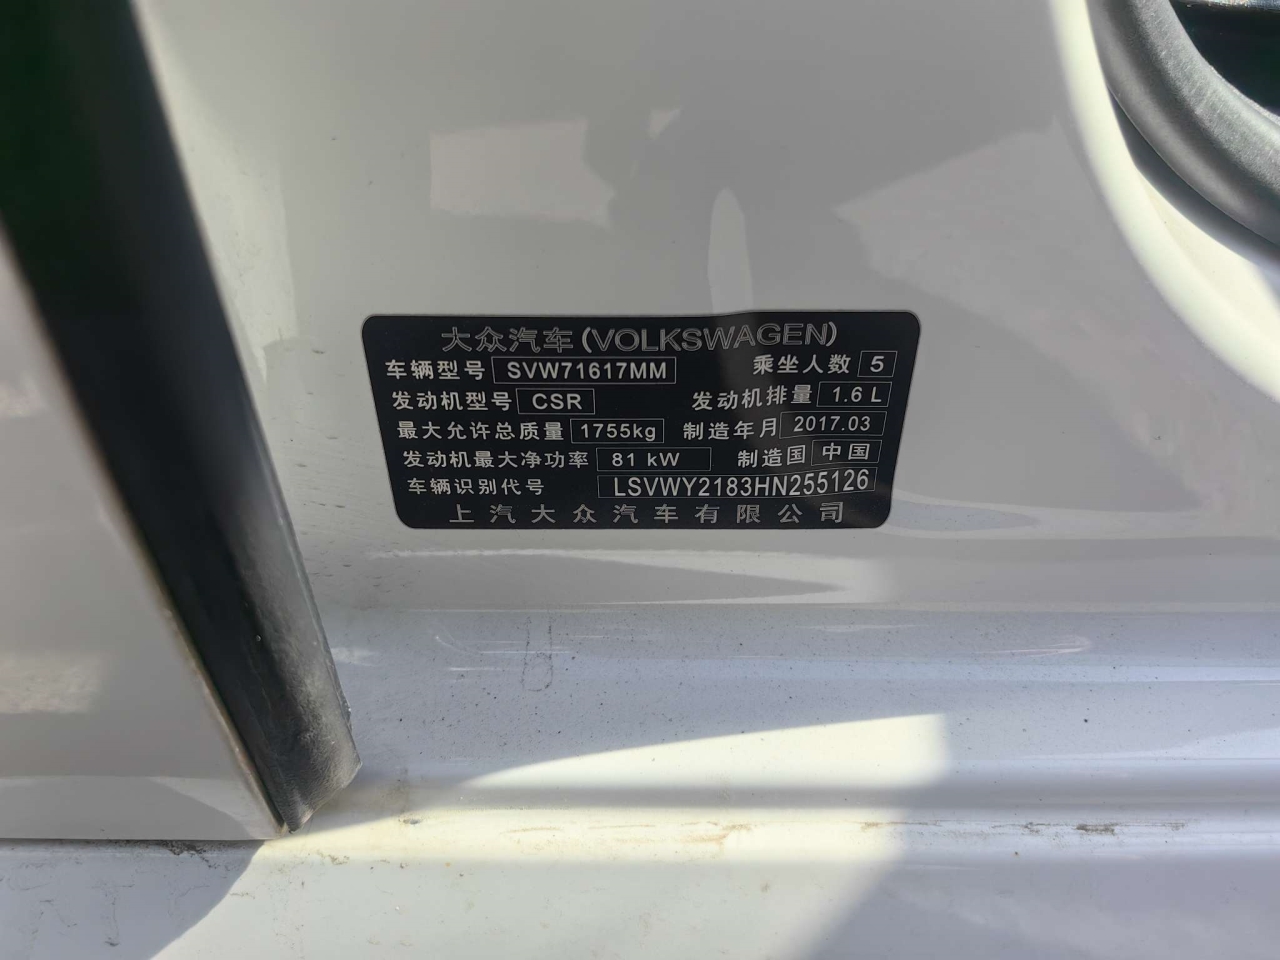 大众汽车(VOLKSWAGEN)
车辆型号 SVW71617MM 乘坐人数 5
发动机型号 CSR 发动机排量 1.6 L
最大允许总质量 1755kg 制造年月 2017.03
发动机最大净功率 81 kW 制造国 中国
车辆识别代号 LSVWY2183HN255126
上汽大众汽车有限公司